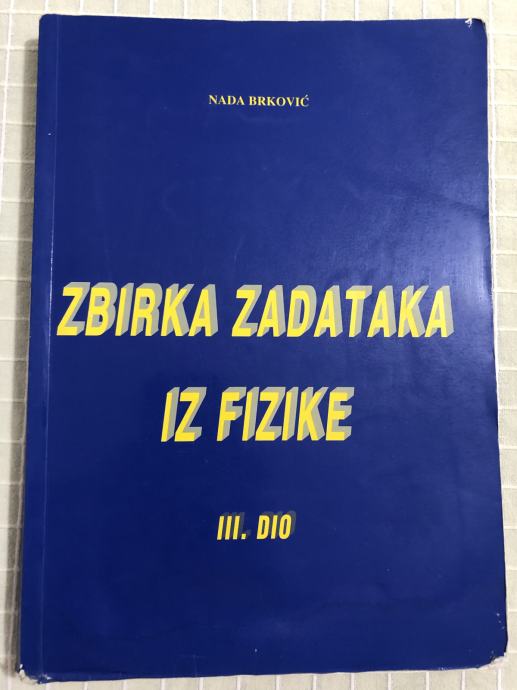 NADA BRKOVIĆ
ZBIRKA ZADATAKA
IZ FIZIKE
III. DIO